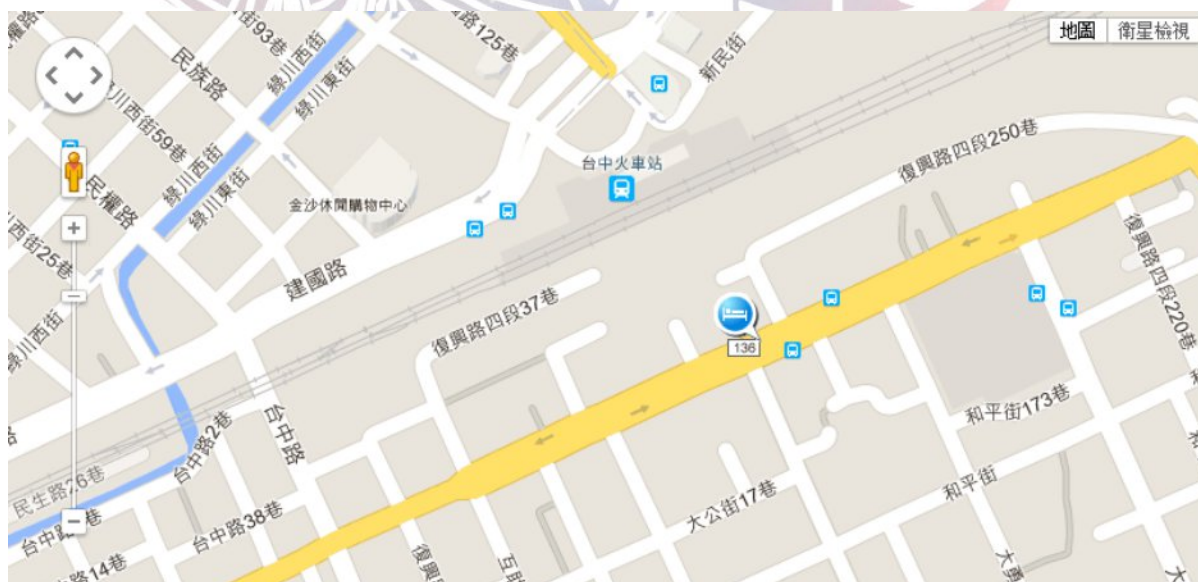 地圖
衛星檢視
街93巷
路125巷
新民街
民族路
綠川西街
綠川東街
川西街59巷
綠川西街
綠川東街
民權路
西街25巷
綠川西街
金沙休閒購物中心
台中火車站
復興路四段250巷
復興路四段220巷
建國路
復興路四段37巷
136
台中路
台中路2巷
民生路26巷
台中路38巷
路14巷
大公街17巷
和平街
和平街173巷
復興
互助